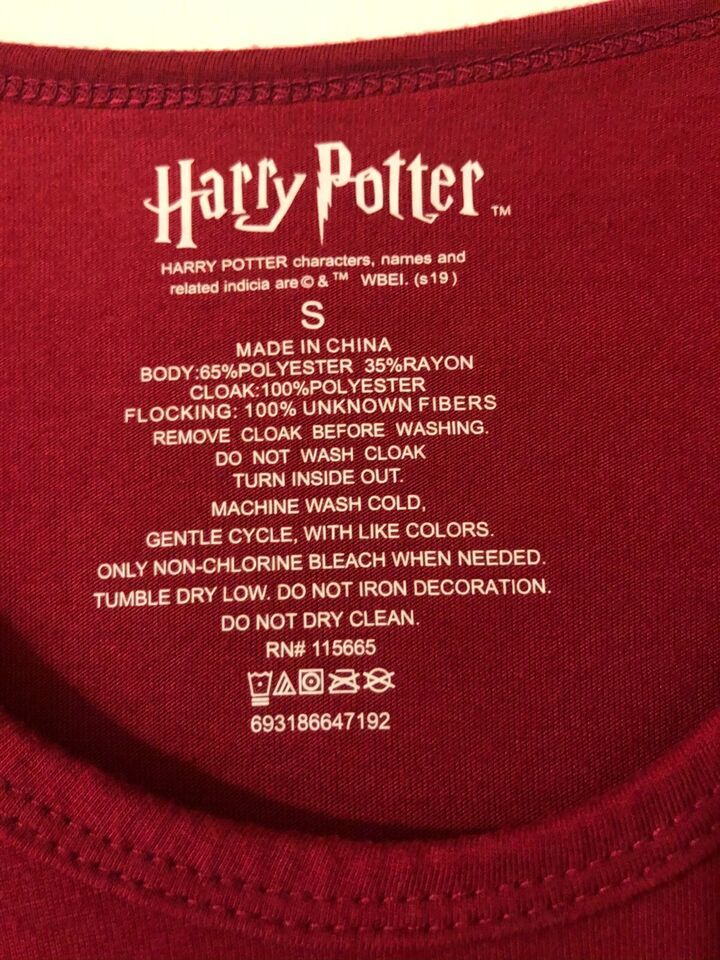 Harry Potter ™
HARRY POTTER characters, names and
related indicia are © & ™ WBEI. (s19)
S
MADE IN CHINA
BODY:65%POLYESTER 35%RAYON
CLOAK:100%POLYESTER
FLOCKING: 100% UNKNOWN FIBERS
REMOVE CLOAK BEFORE WASHING.
DO NOT WASH CLOAK
TURN INSIDE OUT.
MACHINE WASH COLD,
GENTLE CYCLE, WITH LIKE COLORS.
ONLY NON-CHLORINE BLEACH WHEN NEEDED.
TUMBLE DRY LOW. DO NOT IRON DECORATION.
DO NOT DRY CLEAN.
RN# 115665
693186647192